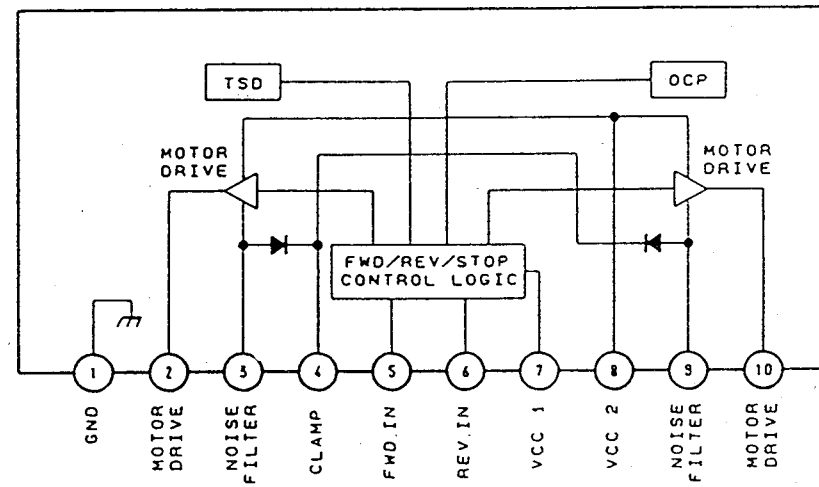 TSD
OCP
MOTOR
DRIVE
MOTOR
DRIVE
FWD/REV/STOP
CONTROL LOGIC
1
2
3
4
5
6
7
8
9
10
GND
MOTOR
DRIVE
NOISE
FILTER
CLAMP
FWD.IN
REV.IN
VCC 1
VCC 2
NOISE
FILTER
MOTOR
DRIVE